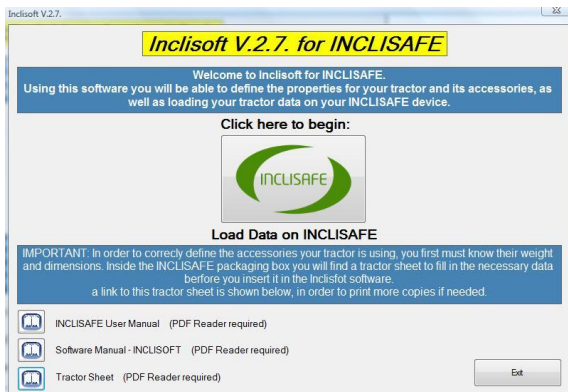 Inclisoft V.2.7.
Inclisoft V.2.7. for INCLISAFE
Welcome to Inclisoft for INCLISAFE.
Using this software you will be able to define the properties for your tractor and its accessories, as
well as loading your tractor data on your INCLISAFE device.
Click here to begin:
INCLISAFE
Load Data on INCLISAFE
IMPORTANT: In order to correcly define the accessories your tractor is using, you first must know their weight
and dimensions. Inside the INCLISAFE packaging box you will find a tractor sheet to fill in the necessary data
berfore you insert it in the Inclisfot software.
a link to this tractor sheet is shown below, in order to print more copies if needed.
INCLISAFE User Manual (PDF Reader required)
Software Manual - INCLISOFT (PDF Reader required)
Tractor Sheet (PDF Reader required)
Exit